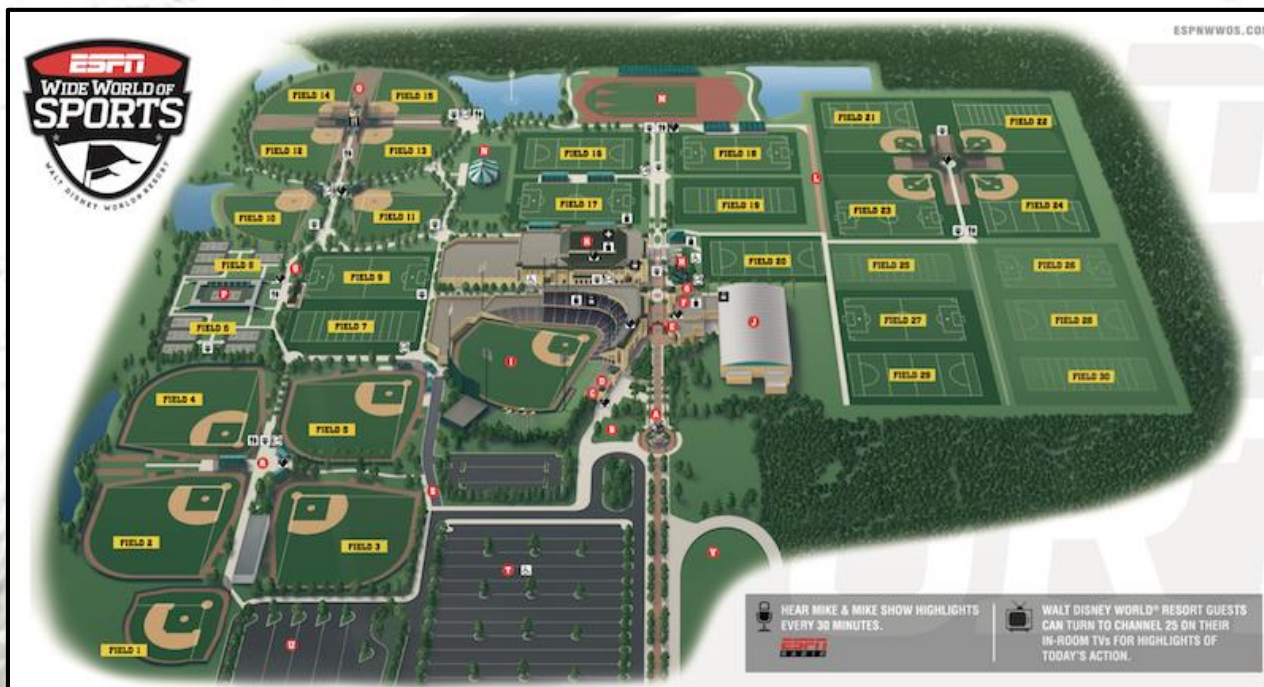 ESPNWWOS.COM
ESPN
WIDE WORLD OF
SPORTS
WALT DISNEY WORLD® RESORT
FIELD 14
O
FIELD 15
FIELD 12
FIELD 13
FIELD 10
FIELD 11
N
M
FIELD 16
FIELD 18
FIELD 17
FIELD 19
L
FIELD 21
FIELD 22
FIELD 23
FIELD 24
FIELD 8
P
FIELD 6
FIELD 9
FIELD 7
H
FIELD 20
G
F
E
J
I
FIELD 25
FIELD 26
FIELD 27
FIELD 28
FIELD 29
FIELD 30
D
C
B
A
FIELD 4
FIELD 5
FIELD 2
FIELD 3
FIELD 1
T
U
V
HEAR MIKE & MIKE SHOW HIGHLIGHTS
EVERY 30 MINUTES.
ESPN
RADIO
WALT DISNEY WORLD® RESORT GUESTS
CAN TURN TO CHANNEL 25 ON THEIR
IN-ROOM TVs FOR HIGHLIGHTS OF
TODAY'S ACTION.